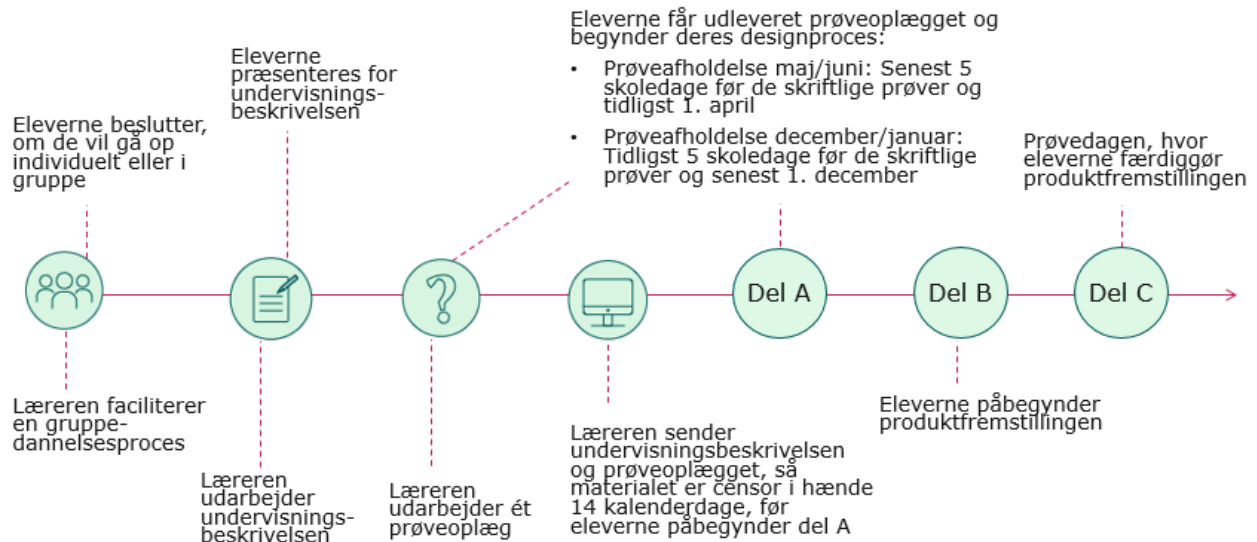 Eleverne får udleveret prøveoplægget og
begynder deres designproces:
• Prøveafholdelse maj/juni: Senest 5
skoledage før de skriftlige prøver og
tidligst 1. april
• Prøveafholdelse december/januar:
Tidligst 5 skoledage før de skriftlige
prøver og senest 1. december
Eleverne
præsenteres for
undervisnings-
beskrivelsen
Eleverne beslutter,
om de vil gå op
individuelt eller i
gruppe
Prøvedagen, hvor
eleverne færdiggør
produktfremstillingen
Del A
Del B
Del C
Læreren faciliterer
en gruppe-
dannelsesproces
Læreren
udarbejder
undervisnings-
beskrivelsen
Læreren
udarbejder ét
prøveoplæg
Læreren sender
undervisningsbeskrivelsen
og prøveoplægget, så
materialet er censor i hænde
14 kalenderdage, før
eleverne påbegynder del A
Eleverne påbegynder
produktfremstillingen